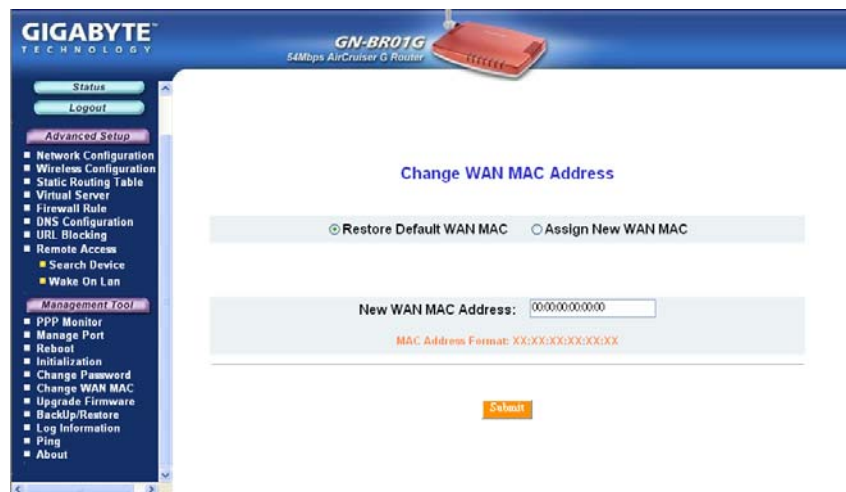 GIGABYTE™
TECHNOLOGY
GN-BR01G
54Mbps AirCruiser G Router
Status
Logout
Advanced Setup
Network Configuration
Wireless Configuration
Static Routing Table
Virtual Server
Firewall Rule
DNS Configuration
URL Blocking
Remote Access
Search Device
Wake On Lan
Management Tool
PPP Monitor
Manage Port
Reboot
Initialization
Change Password
Change WAN MAC
Upgrade Firmware
BackUp/Restore
Log Information
Ping
About
Change WAN MAC Address
Restore Default WAN MAC Assign New WAN MAC
New WAN MAC Address: 00:00:00:00:00:00
MAC Address Format: XX:XX:XX:XX:XX:XX
Submit